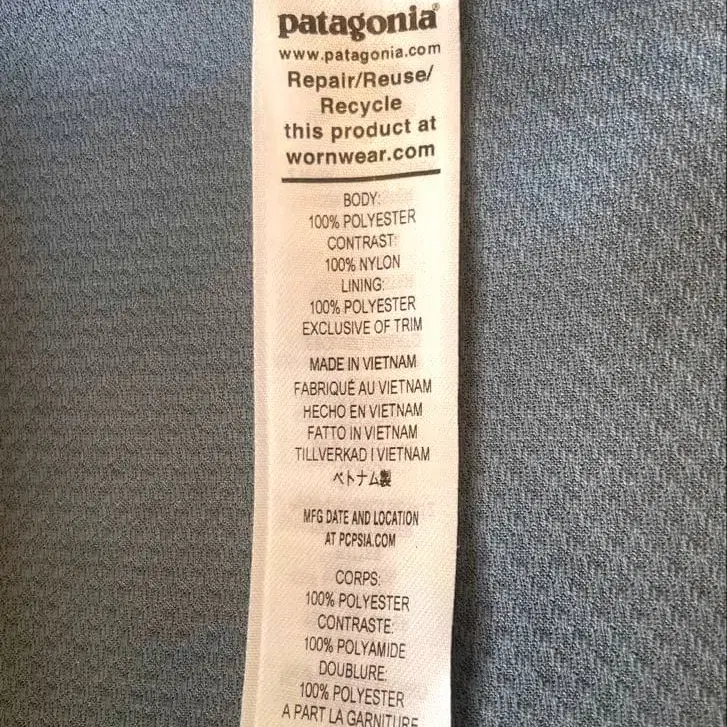 patagonia®
www.patagonia.com
Repair/Reuse/
Recycle
this product at
wornwear.com
BODY:
100% POLYESTER
CONTRAST:
100% NYLON
LINING:
100% POLYESTER
EXCLUSIVE OF TRIM
MADE IN VIETNAM
FABRIQUÉ AU VIETNAM
HECHO EN VIETNAM
FATTO IN VIETNAM
TILLVERKAD I VIETNAM
ベトナム製
MFG DATE AND LOCATION
AT PCPSIA.COM
CORPS:
100% POLYESTER
CONTRASTE:
100% POLYAMIDE
DOUBLURE:
100% POLYESTER
A PART LA GARNITURE